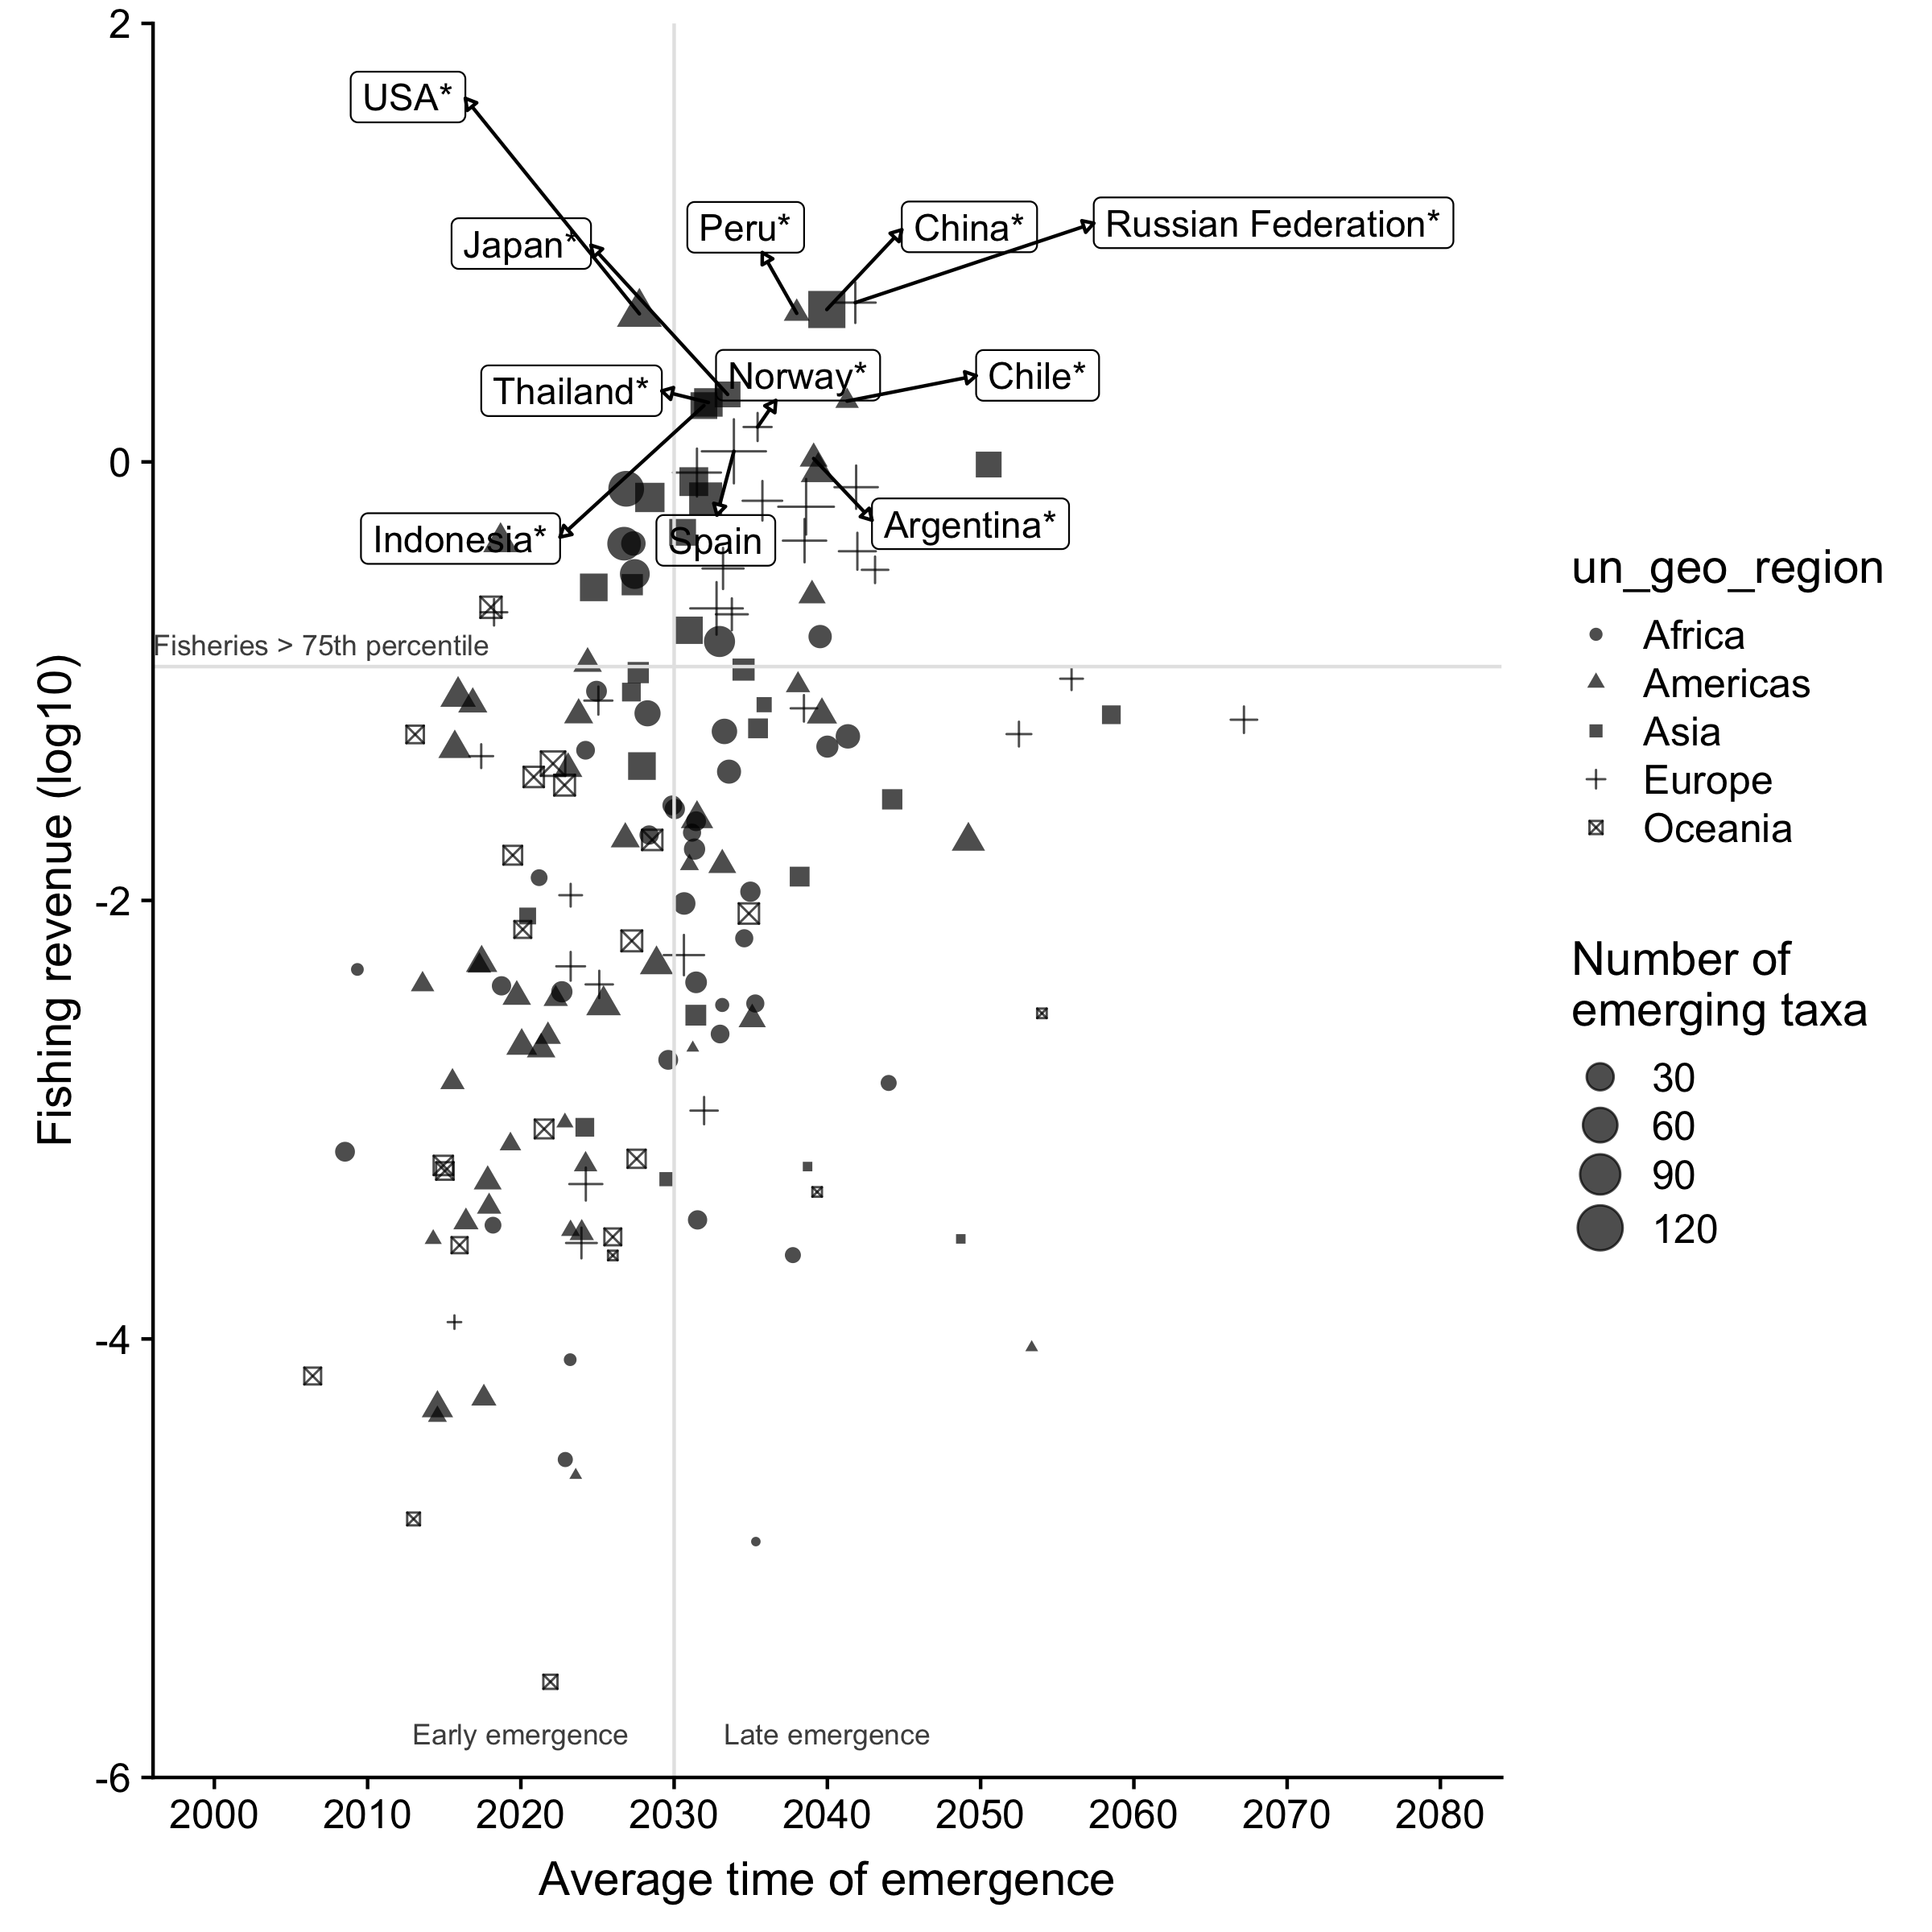 2
USA*
Japan*
Peru*
China*
Russian Federation*
Thailand*
Norway*
Chile*
0
Indonesia*
Spain
Argentina*
Fisheries > 75th percentile
-2
-4
-6
Fishing revenue (log10)
Early emergence
Late emergence
2000 2010 2020 2030 2040 2050 2060 2070 2080
Average time of emergence
un_geo_region
Africa
Americas
Asia
Europe
Oceania
Number of
emerging taxa
30
60
90
120